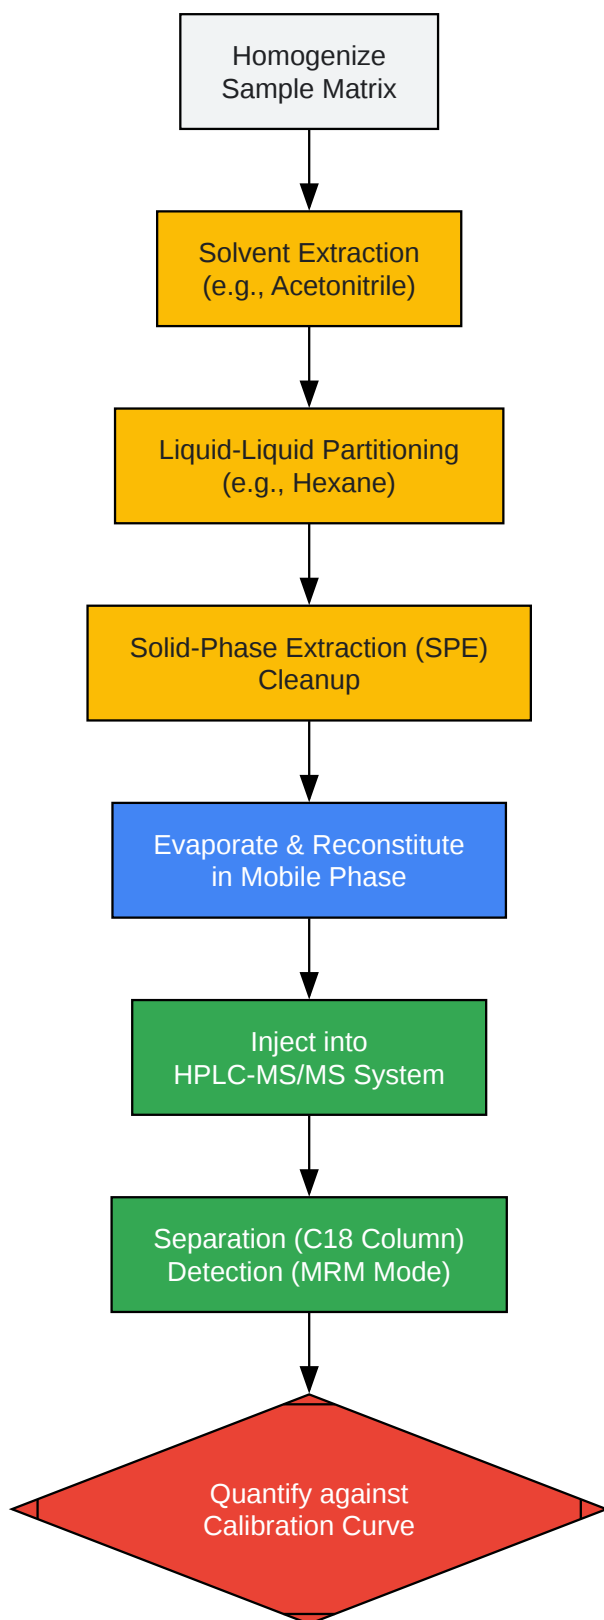 Homogenize
Sample Matrix
Solvent Extraction
(e.g., Acetonitrile)
Liquid-Liquid Partitioning
(e.g., Hexane)
Solid-Phase Extraction (SPE)
Cleanup
Evaporate & Reconstitute
in Mobile Phase
Inject into
HPLC-MS/MS System
Separation (C18 Column)
Detection (MRM Mode)
Quantify against
Calibration Curve